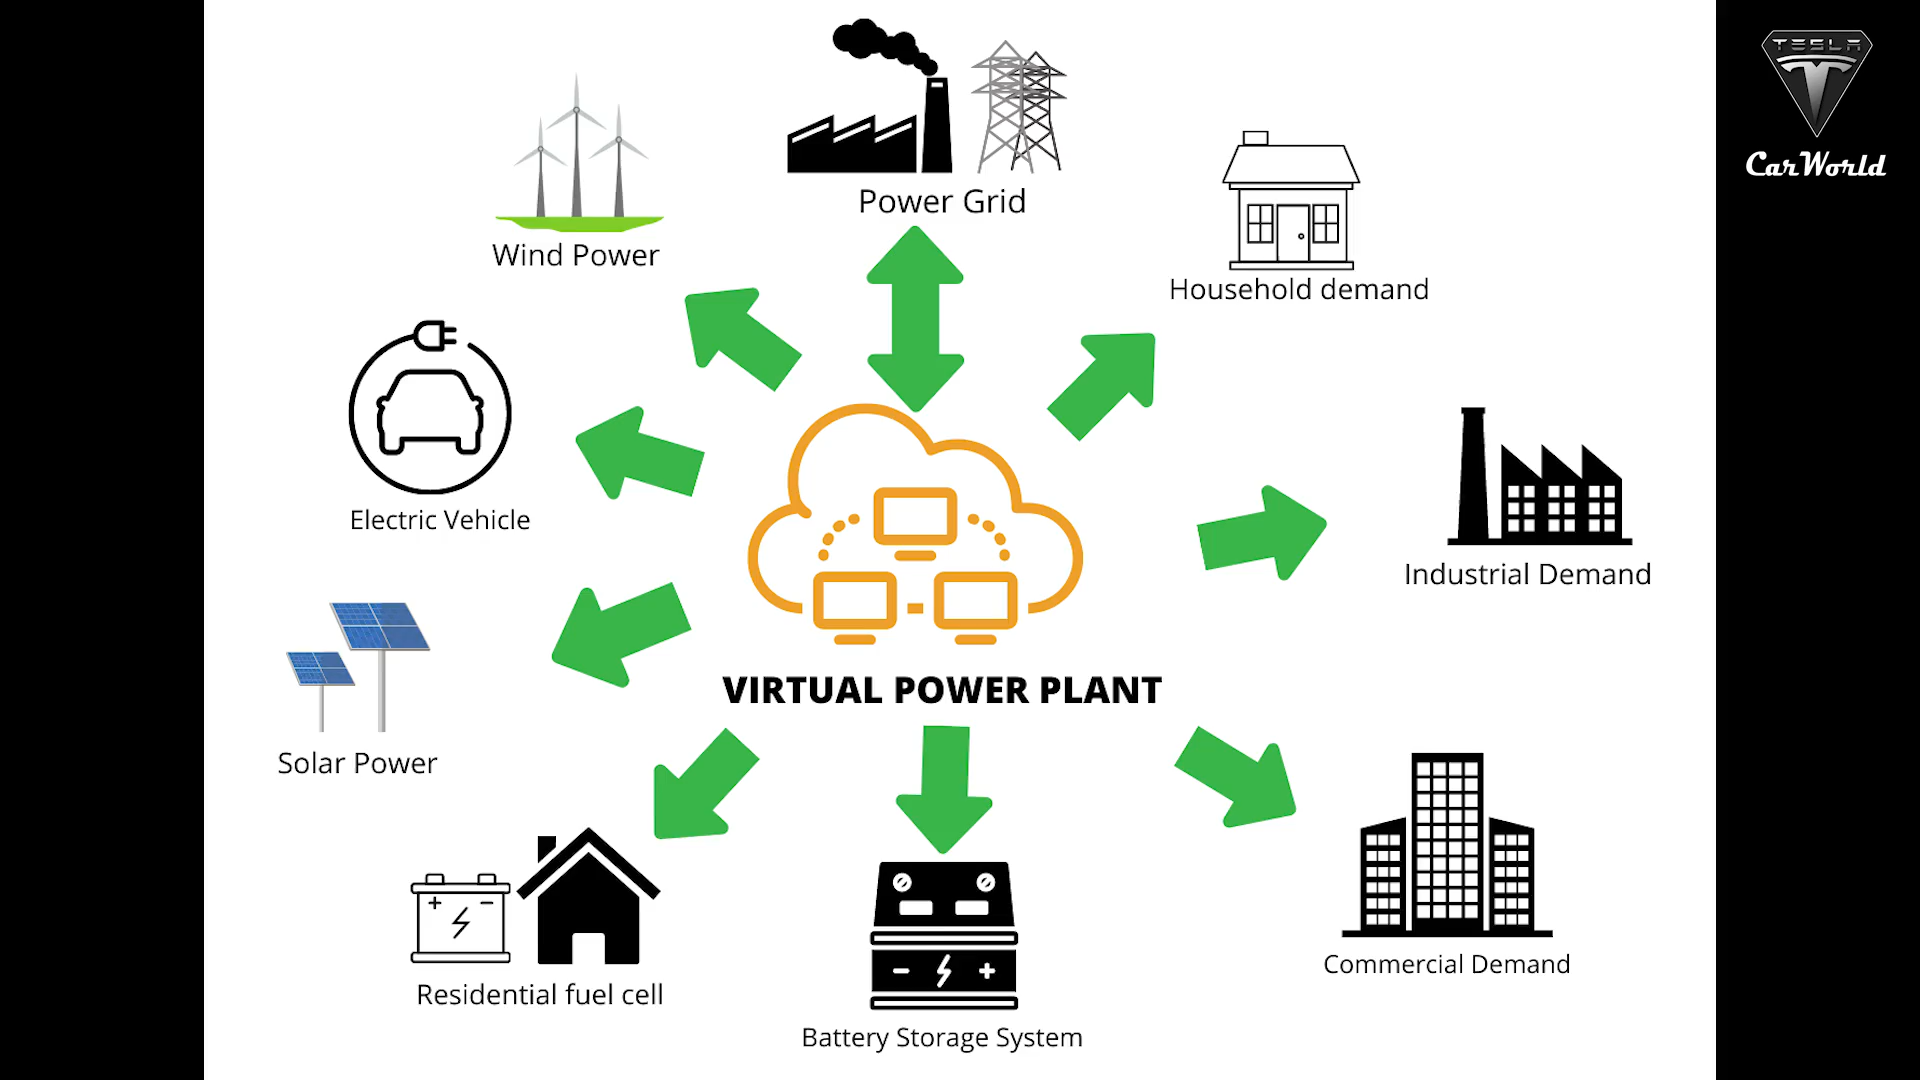 TESLA
CarWorld
Power Grid
Wind Power
Household demand
Electric Vehicle
Industrial Demand
VIRTUAL POWER PLANT
Solar Power
Commercial Demand
Residential fuel cell
Battery Storage System